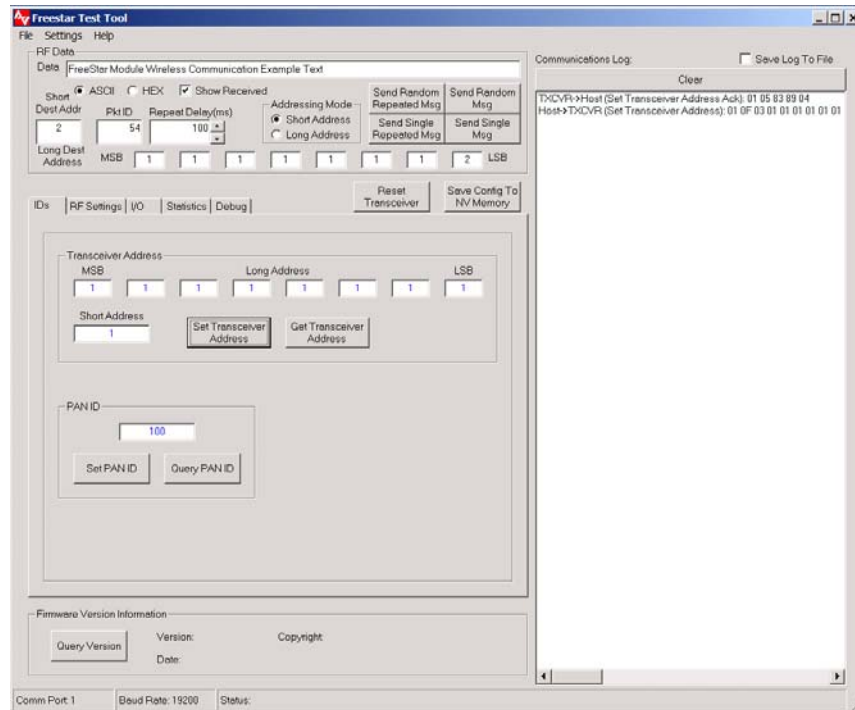 Freestar Test Tool
File Settings Help
RF Data
Data FreeStar Module Wireless Communication Example Text
Short Dest Addr
ASCII HEX Show Received
2
Pkt ID
54
Repeat Delay(ms)
100
Addressing Mode
Short Address
Long Address
Send Random Repeated Msg
Send Random Msg
Send Single Repeated Msg
Send Single Msg
Long Dest Address
MSB 1 1 1 1 1 1 1 2 LSB
Reset Transceiver
Save Config To NV Memory
IDs RF Settings I/O Statistics Debug
Transceiver Address
MSB Long Address LSB
1 1 1 1 1 1 1 1
Short Address
1
Set Transceiver Address
Get Transceiver Address
PAN ID
100
Set PAN ID
Query PAN ID
Firmware Version Information
Query Version
Version:
Copyright
Date:
Comm Port: 1 Baud Rate: 19200 Status:
Communications Log:
Save Log To File
Clear
TXCVR->Host (Set Transceiver Address Ack): 01 05 83 89 04
Host->TXCVR (Set Transceiver Address): 01 0F 03 01 01 01 01 01 01